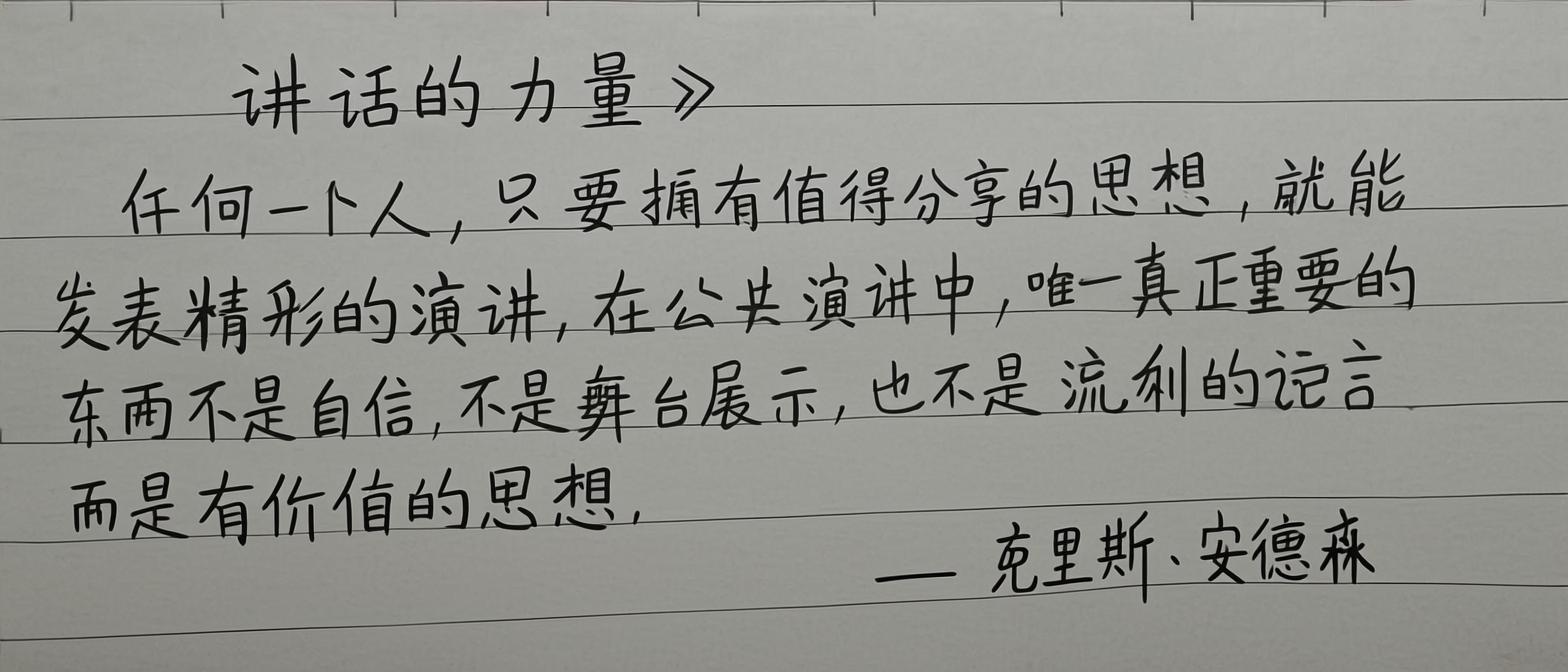 讲话的力量》
任何一个人，只要拥有值得分享的思想，就能
发表精彩的演讲，在公共演讲中，唯一真正重要的
东西不是自信，不是舞台展示，也不是流利的语言
而是有价值的思想，
—— 克里斯、安德森